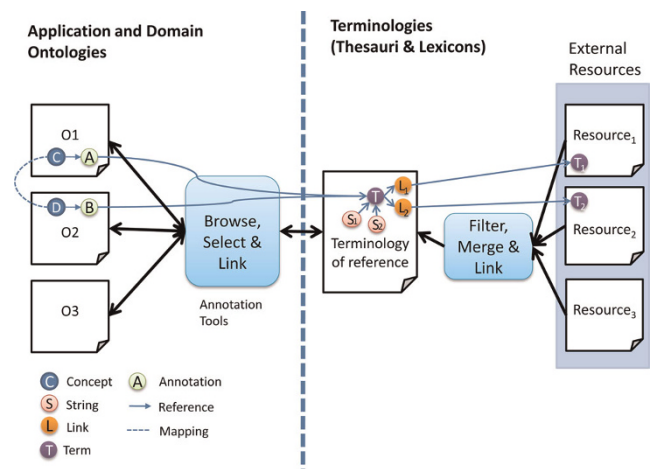 Application and Domain
Ontologies
Terminologies
(Thesauri & Lexicons)
External
Resources
O1
C
A
D
B
O2
O3
Browse,
Select &
Link
Annotation
Tools
T
L1
L2
S1
S2
Terminology
of reference
Filter,
Merge &
Link
Resource1
T1
T2
Resource2
Resource3
C Concept
A Annotation
S String
Reference
L Link
Mapping
T Term